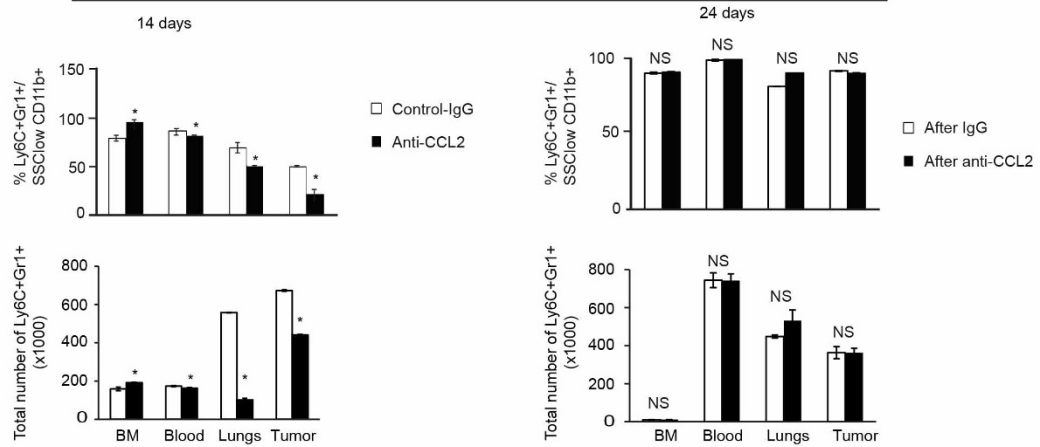 14 days
% Ly6C+Gr1+/
SSClow CD11b+
150
100
50
0
*
*
*
*
Control-IgG
Anti-CCL2
24 days
% Ly6C+Gr1+/
SSClow CD11b+
100
50
0
NS
NS
NS
NS
After IgG
After anti-CCL2
Total number of Ly6C+Gr1+
(x1000)
800
600
400
200
0
*
*
*
*
BM
Blood
Lungs
Tumor
Total number of Ly6C+Gr1+
(x1000)
800
600
400
200
0
NS
NS
NS
NS
BM
Blood
Lungs
Tumor